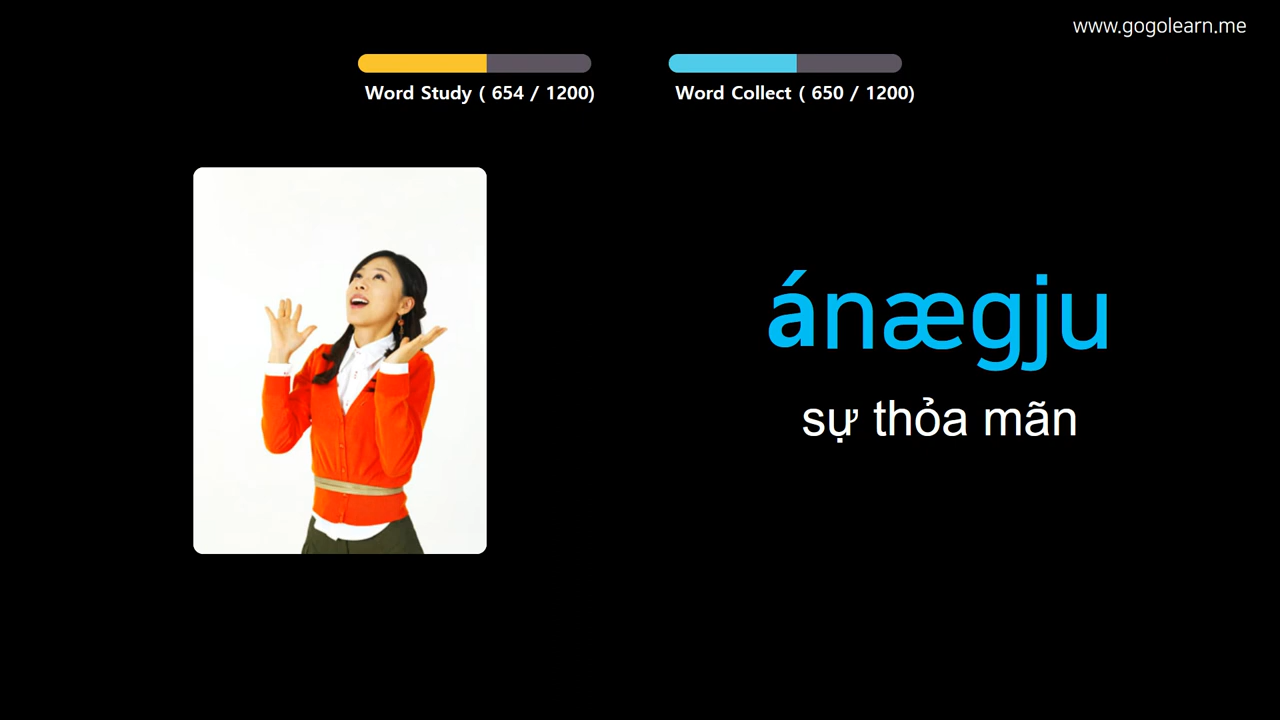 www.gogolearn.me
Word Study ( 654 / 1200)
Word Collect ( 650 / 1200)
ánægju
sự thỏa mãn